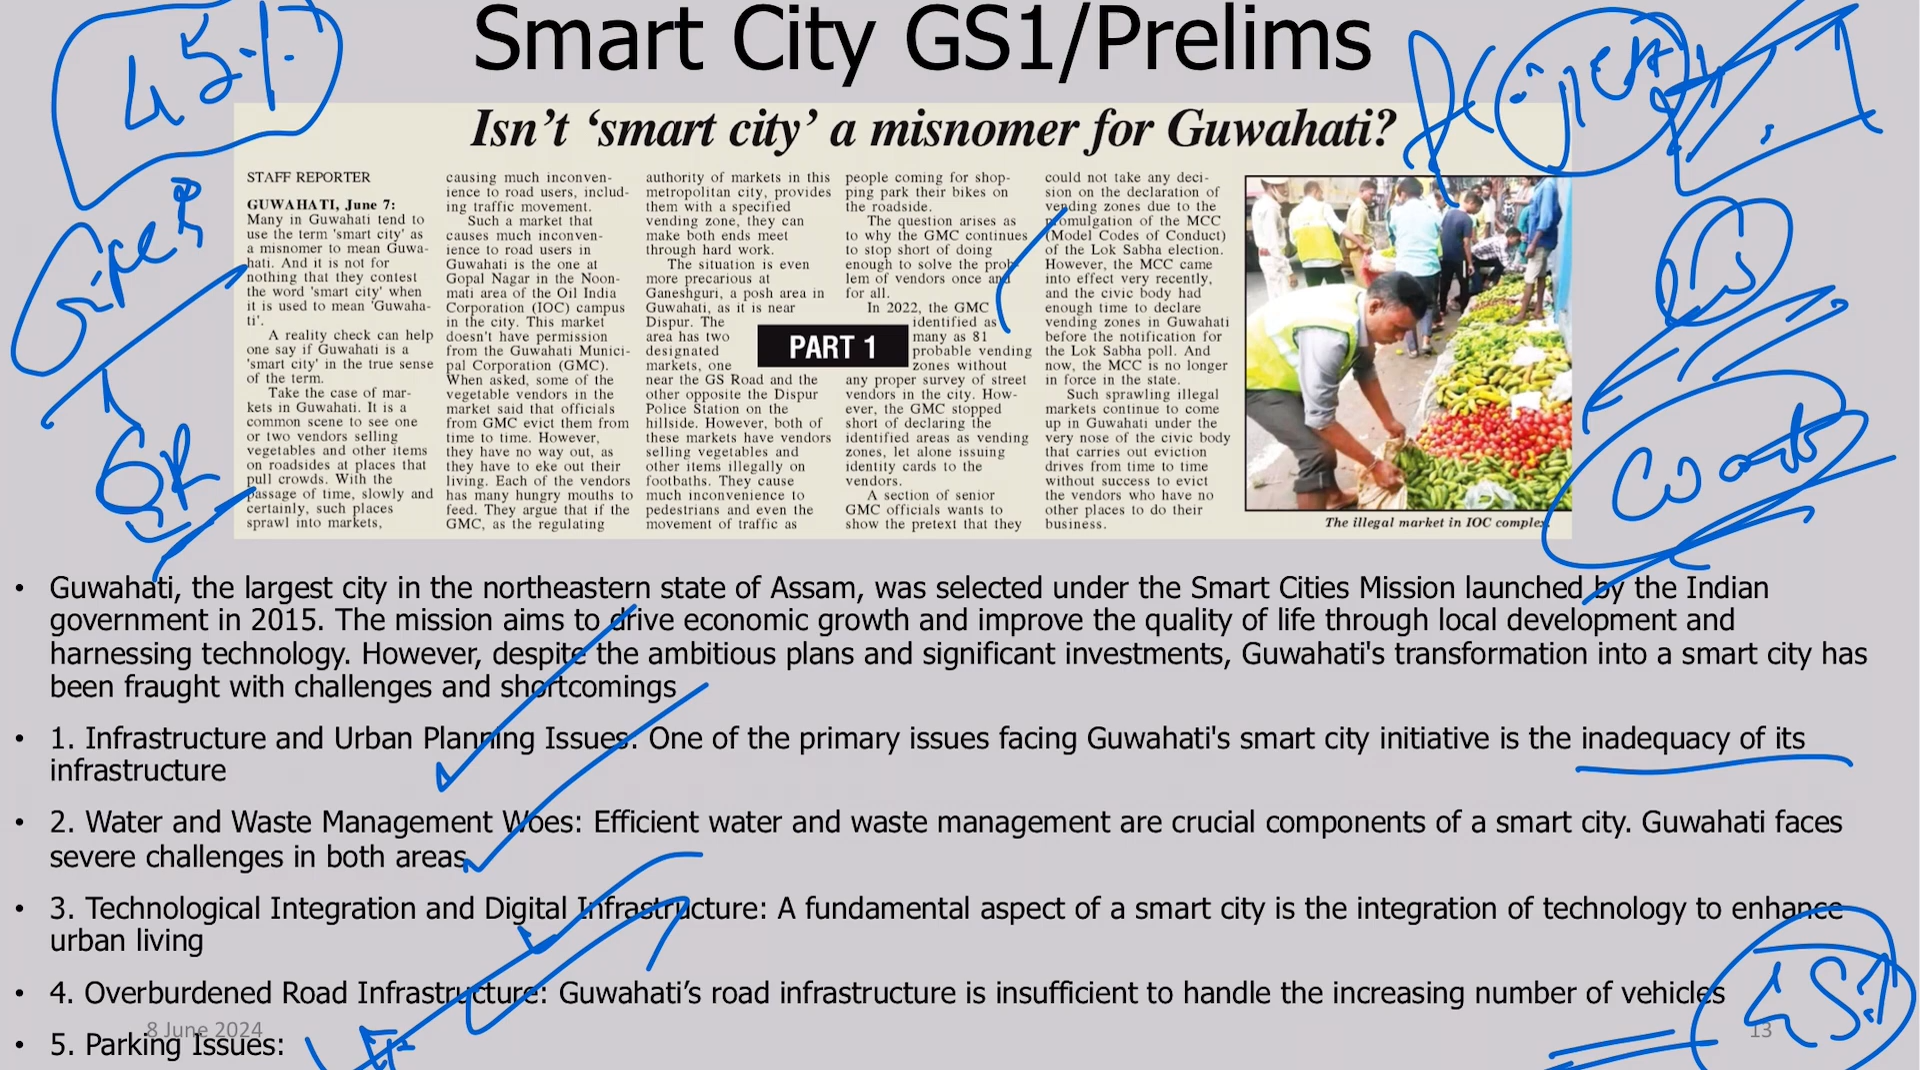 Smart City GS1/Prelims
45%
Isn't 'smart city' a misnomer for Guwahati?
STAFF REPORTER
GUWAHATI, June 7:
Many in Guwahati tend to
use the term 'smart city' as
a misnomer to mean Guwa-
hati. And it is not for
nothing that they contest
the word 'smart city' when
it is used to mean 'Guwaha-
ti'.
A reality check can help
one say if Guwahati is a
'smart city' in the true sense
of the term.
Take the case of mar-
kets in Guwahati. It is a
common scene to see one
or two vendors selling
vegetables and other items
on roadsides at places that
pull crowds. With the
passage of time, slowly and
certainly, such places
sprawl into markets,
causing much inconven-
ience to road users, includ-
ing traffic movement.
Such a market that
causes much inconven-
ience to road users in
Guwahati is the one at
Gopal Nagar in the Noon-
mati area of the Oil India
Corporation (IOC) campus
in the city. This market
doesn't have permission
from the Guwahati Munici-
pal Corporation (GMC).
When asked, some of the
vegetable vendors in the
market said that officials
from GMC evict them from
time to time. However,
they have no way out, as
they have to eke out their
living. Each of the vendors
has many hungry mouths to
feed. They argue that if the
GMC, as the regulating
authority of markets in this
metropolitan city, provides
them with a specified
vending zone, they can
make both ends meet
through hard work.
The situation is even
more precarious at
Ganeshguri, a posh area in
Guwahati, as it is near
Dispur. The
area has two
designated
markets, one
near the GS Road and the
other opposite the Dispur
Police Station on the
hillside. However, both of
these markets have vendors
selling vegetables and
other items illegally on
footbaths. They cause
much inconvenience to
pedestrians and even the
movement of traffic as
PART 1
people coming for shop-
ping park their bikes on
the roadside.
The question arises as
to why the GMC continues
to stop short of doing
enough to solve the prob-
lem of vendors once and
for all.
In 2022, the GMC
identified as
many as 81
probable vending
zones without
any proper survey of street
vendors in the city. How-
ever, the GMC stopped
short of declaring the
identified areas as vending
zones, let alone issuing
identity cards to the
vendors.
A section of senior
GMC officials wants to
show the pretext that they
could not take any deci-
sion on the declaration of
vending zones due to the
promulgation of the MCC
(Model Codes of Conduct)
of the Lok Sabha election.
However, the MCC came
into effect very recently,
and the civic body had
enough time to declare
vending zones in Guwahati
before the notification for
the Lok Sabha poll. And
now, the MCC is no longer
in force in the state.
Such sprawling illegal
markets continue to come
up in Guwahati under the
very nose of the civic body
that carries out eviction
drives from time to time
without success to evict
the vendors who have no
other places to do their
business.
The illegal market in IOC complex.
• Guwahati, the largest city in the northeastern state of Assam, was selected under the Smart Cities Mission launched by the Indian
government in 2015. The mission aims to drive economic growth and improve the quality of life through local development and
harnessing technology. However, despite the ambitious plans and significant investments, Guwahati's transformation into a smart city has
been fraught with challenges and shortcomings
• 1. Infrastructure and Urban Planning Issues. One of the primary issues facing Guwahati's smart city initiative is the inadequacy of its
infrastructure
• 2. Water and Waste Management Woes: Efficient water and waste management are crucial components of a smart city. Guwahati faces
severe challenges in both areas
• 3. Technological Integration and Digital Infrastructure: A fundamental aspect of a smart city is the integration of technology to enhance
urban living
• 4. Overburdened Road Infrastructure: Guwahati's road infrastructure is insufficient to handle the increasing number of vehicles
• 5. Parking Issues:
8 June 2024
13